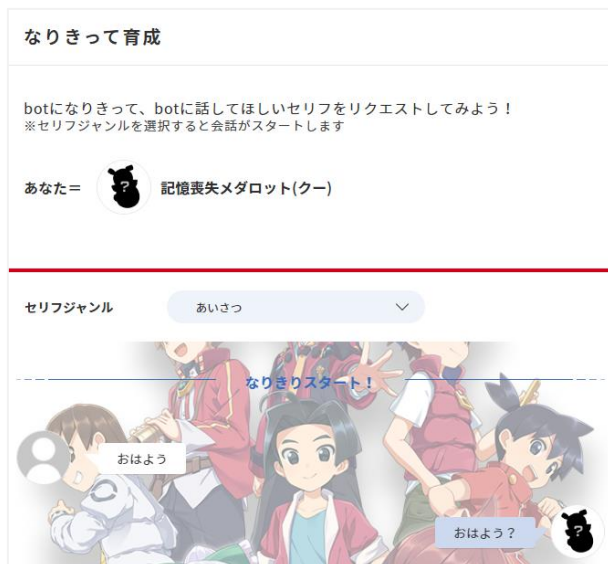 なりきって育成
botになりきって、botに話してほしいセリフをリクエストしてみよう！
※セリフジャンルを選択すると会話がスタートします
あなた＝
?
記憶喪失メダロット(クー)
セリフジャンル
あいさつ
なりきりスタート！
おはよう
おはよう？
?